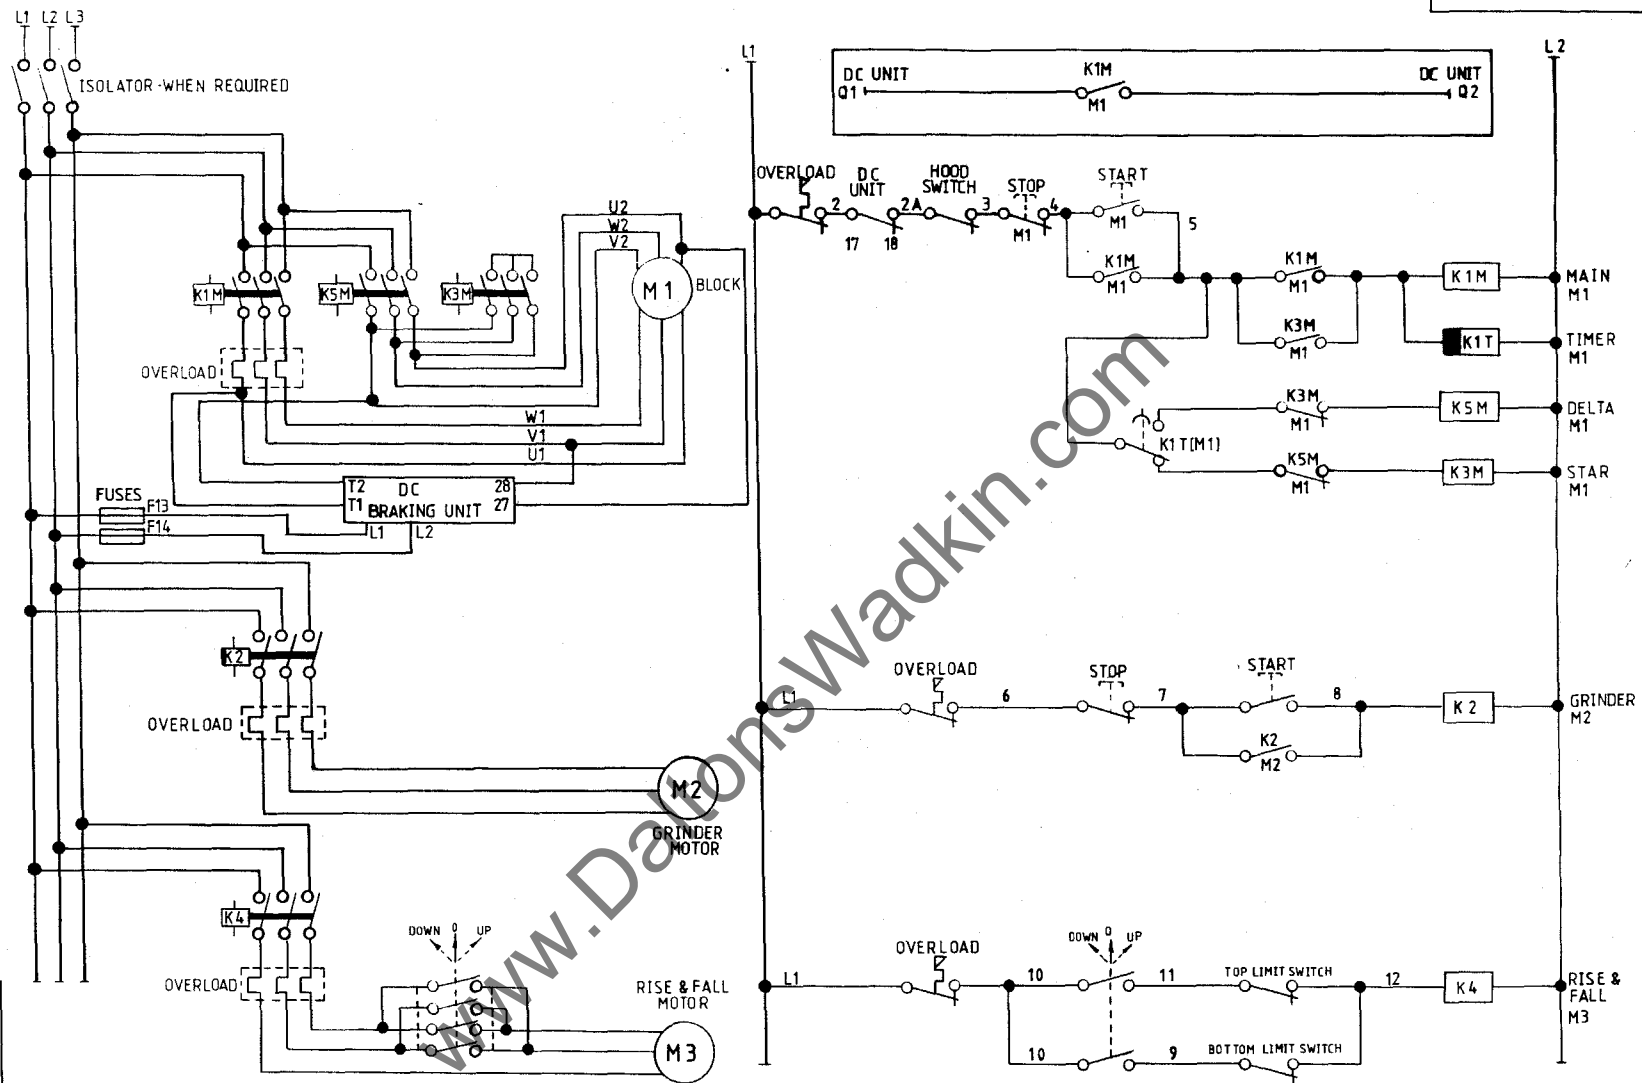 L1 L2 L3
ISOLATOR-WHEN REQUIRED
K1M
K5M
K3M
U2
W2
V2
M1
BLOCK
OVERLOAD
W1
V1
U1
T2
DC
28
T1
BRAKING UNIT
27
L1
L2
FUSES
F13
F14
K2
OVERLOAD
M2
GRINDER
MOTOR
K4
OVERLOAD
DOWN 0 UP
RISE & FALL
MOTOR
M3
L1
L2
DC UNIT
Q1
K1M
M1
DC UNIT
Q2
OVERLOAD
DC
UNIT
HOOD
SWITCH
STOP
START
2
2A
3
4
17
18
M1
M1
5
K1M
M1
K1M
M1
K1M
MAIN
M1
K3M
M1
K1T
TIMER
M1
K3M
M1
K5M
DELTA
M1
K1T(M1)
K5M
M1
K3M
STAR
M1
L1
OVERLOAD
6
STOP
7
START
8
K2
M2
K2
GRINDER
M2
L1
OVERLOAD
10
DOWN 0 UP
11
TOP LIMIT SWITCH
12
K4
RISE &
FALL
M3
10
9
BOTTOM LIMIT SWITCH
www.DaltonsWadkin.com